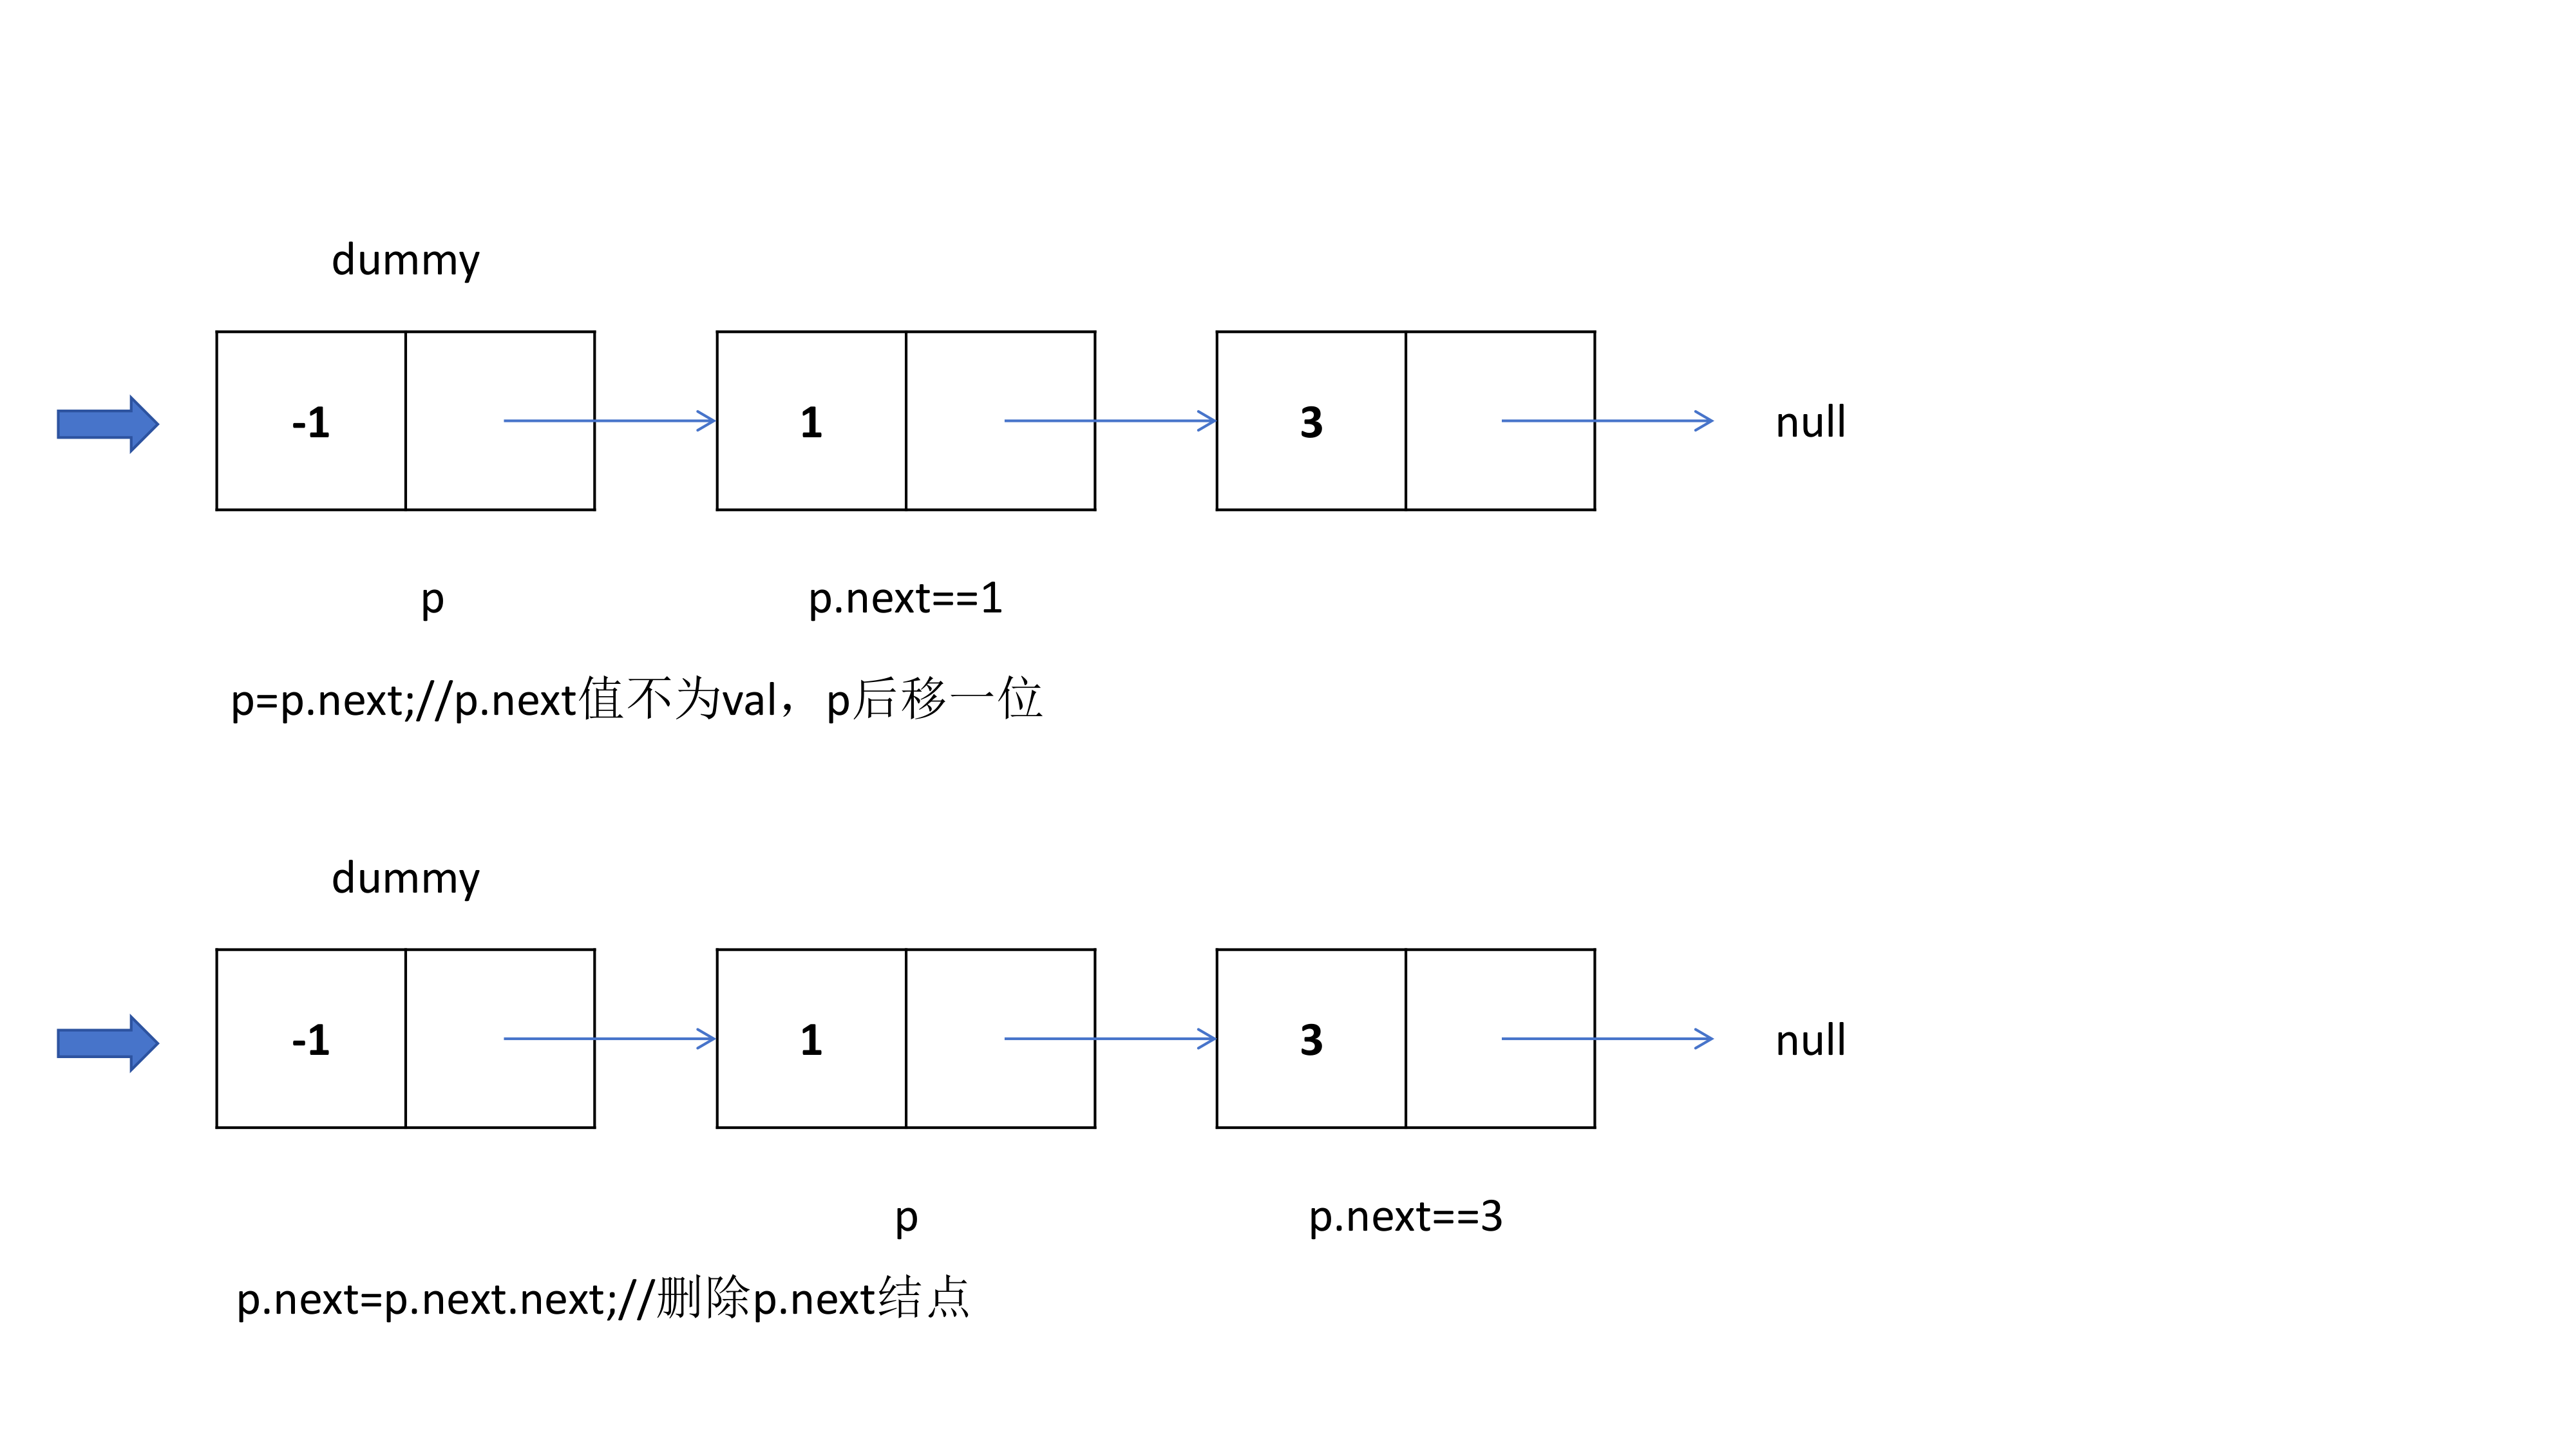 dummy
-1 1 3 null
p p.next==1
p=p.next;//p.next值不为val，p后移一位
dummy
-1 1 3 null
p p.next==3
p.next=p.next.next;//删除p.next结点